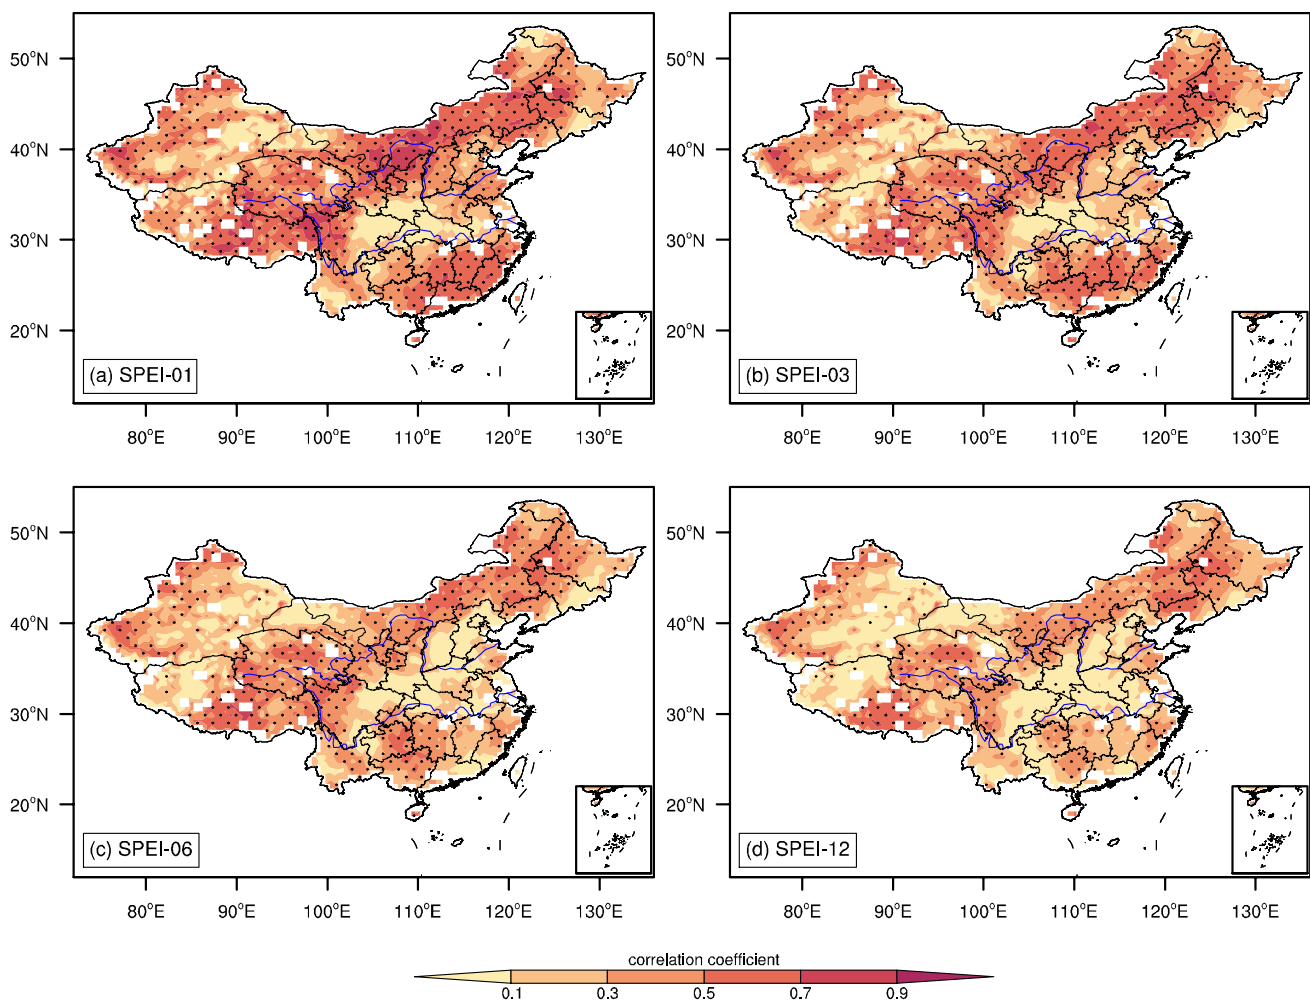 50°N
40°N
30°N
20°N
(a) SPEI-01
80°E 90°E 100°E 110°E 120°E 130°E
50°N
40°N
30°N
20°N
(b) SPEI-03
80°E 90°E 100°E 110°E 120°E 130°E
50°N
40°N
30°N
20°N
(c) SPEI-06
80°E 90°E 100°E 110°E 120°E 130°E
50°N
40°N
30°N
20°N
(d) SPEI-12
80°E 90°E 100°E 110°E 120°E 130°E
correlation coefficient
0.1 0.3 0.5 0.7 0.9